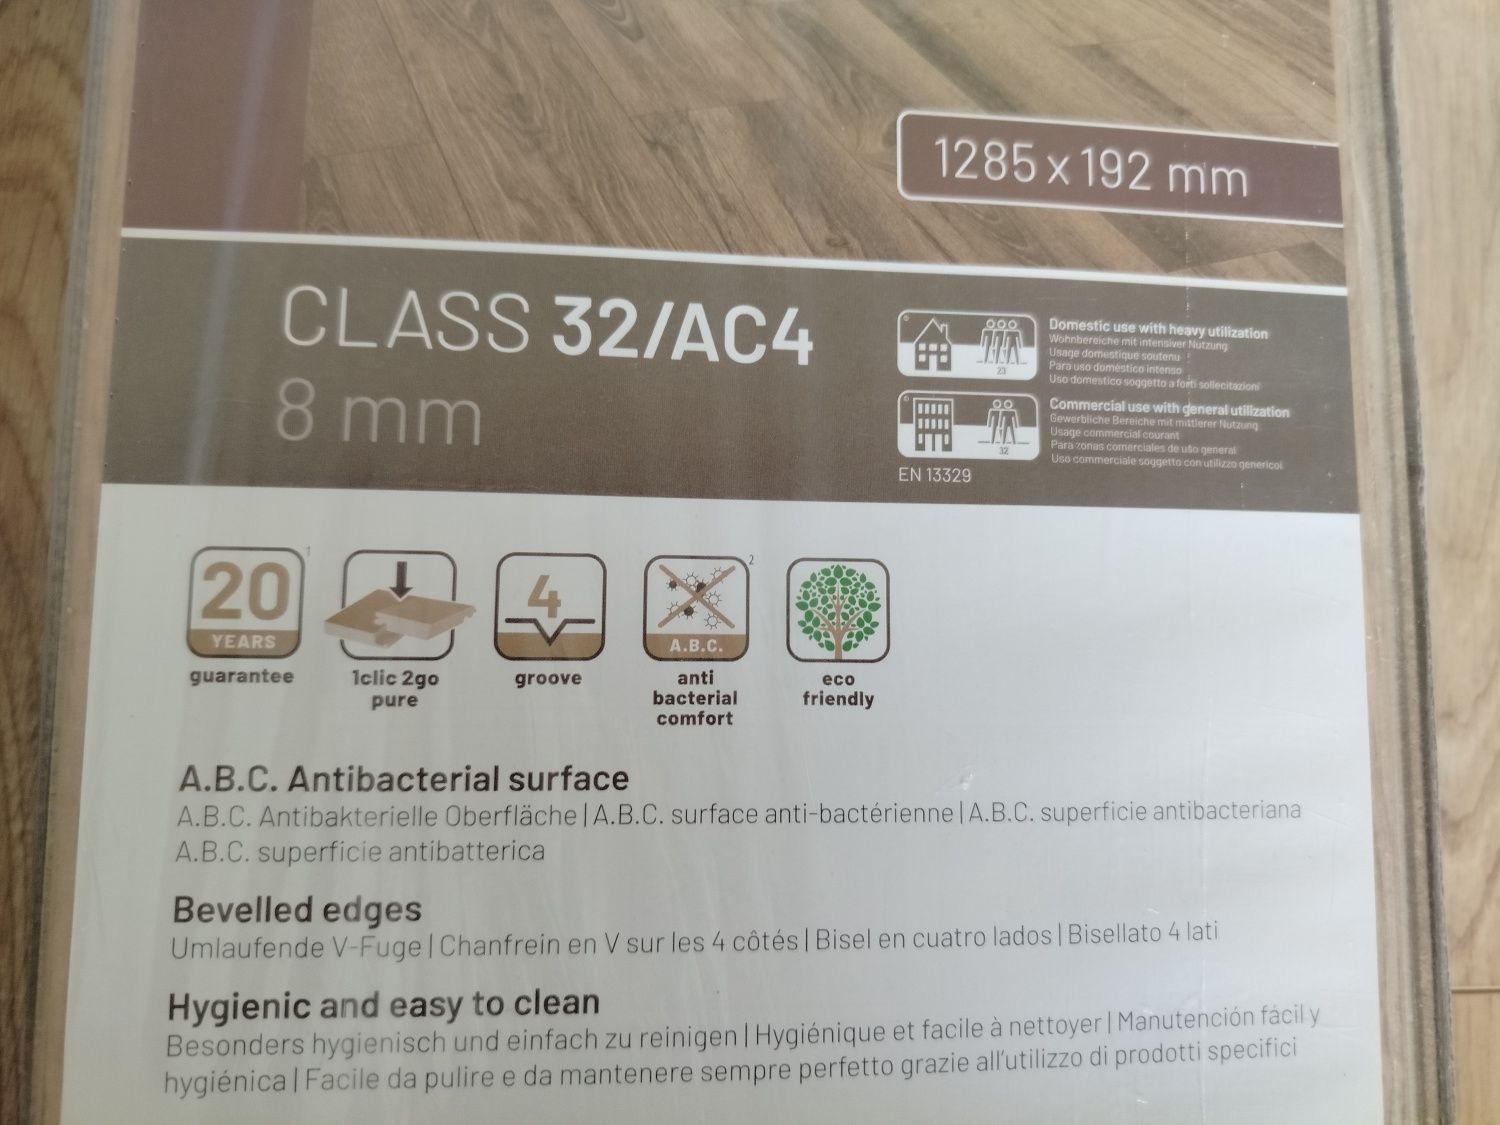 1285 x 192 mm
CLASS 32/AC4
8 mm
23
Domestic use with heavy utilization
Wohnbereiche mit intensiver Nutzung
Usage domestique soutenu
Para uso doméstico intenso
Uso domestico soggetto a forti sollecitazioni
32
Commercial use with general utilization
Gewerbliche Bereiche mit mittlerer Nutzung
Usage commercial courant
Para zonas comerciales de uso general
Uso commerciale soggetto con utilizzo genericol
EN 13329
20 1
YEARS
guarantee
1clic 2go
pure
4
groove
2
A.B.C.
anti
bacterial
comfort
eco
friendly
A.B.C. Antibacterial surface
A.B.C. Antibakterielle Oberfläche | A.B.C. surface anti-bactérienne | A.B.C. superficie antibacteriana
A.B.C. superficie antibatterica
Bevelled edges
Umlaufende V-Fuge | Chanfrein en V sur les 4 côtés | Bisel en cuatro lados | Bisellato 4 lati
Hygienic and easy to clean
Besonders hygienisch und einfach zu reinigen | Hygiénique et facile à nettoyer | Manutención fácil y
hygiénica | Facile da pulire e da mantenere sempre perfetto grazie all'utilizzo di prodotti specifici